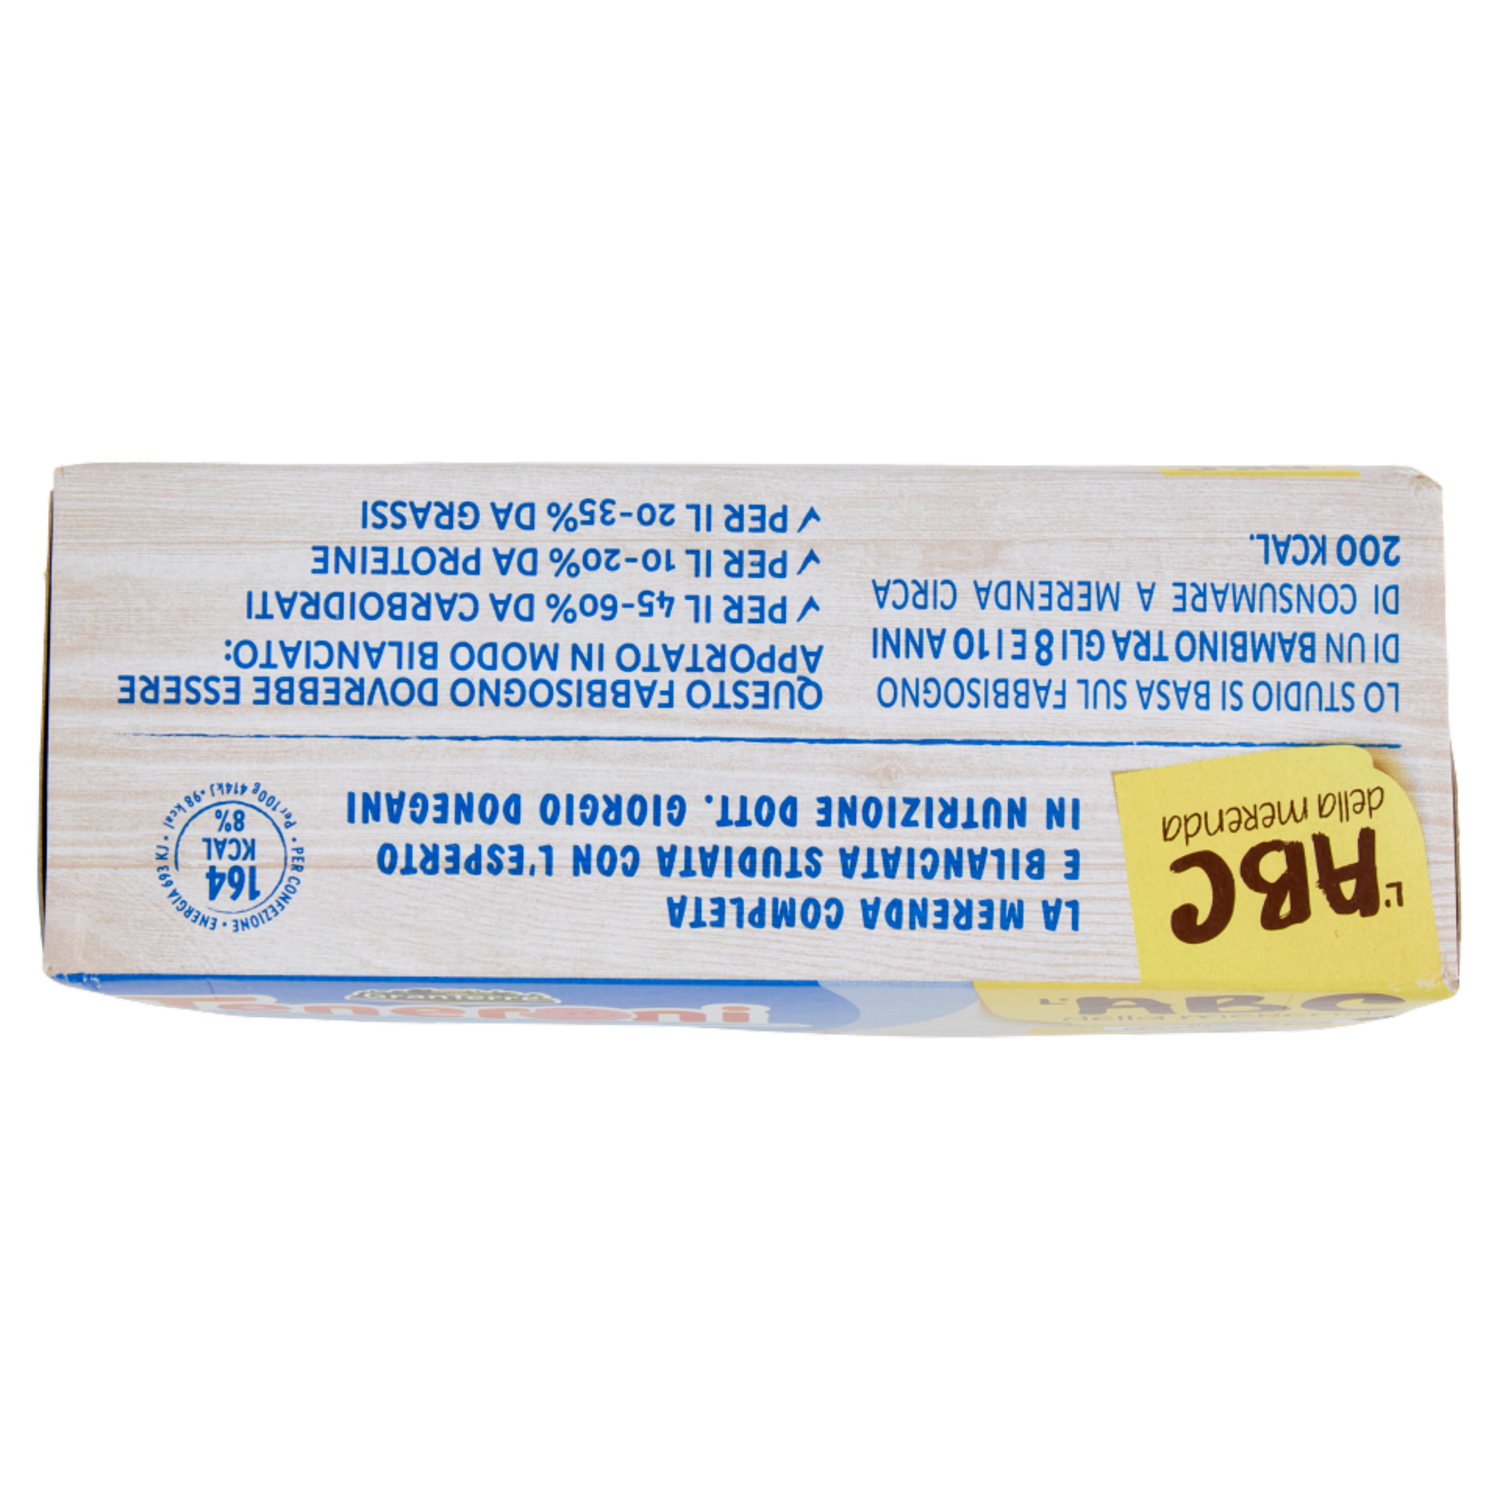 L'ABC
della merenda
LA MERENDA COMPLETA
E BILANCIATA STUDIATA CON L'ESPERTO
IN NUTRIZIONE DOTT. GIORGIO DONEGANI
• PER CONFEZIONE • ENERGIA 693 KJ •
164
KCAL
8%
Per 100g 414kJ • 98 kcal
LO STUDIO SI BASA SUL FABBISOGNO
DI UN BAMBINO TRA GLI 8 E I 10 ANNI
DI CONSUMARE A MERENDA CIRCA
200 KCAL.
QUESTO FABBISOGNO DOVREBBE ESSERE
APPORTATO IN MODO BILANCIATO:
✓ PER IL 45-60% DA CARBOIDRATI
✓ PER IL 10-20% DA PROTEINE
✓ PER IL 20-35% DA GRASSI
GranTerre
Teneroni
L'ABC